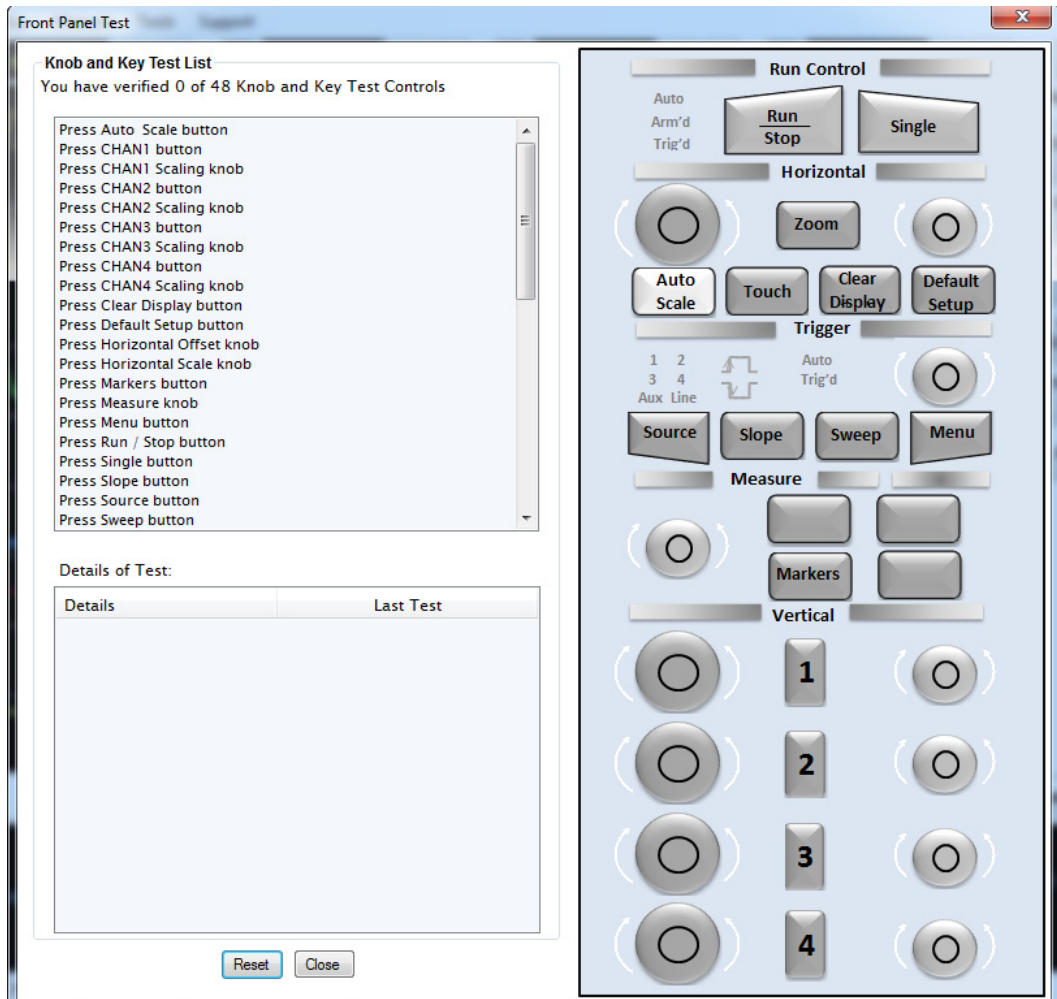 Front Panel Test
Tools Support
Knob and Key Test List
You have verified 0 of 48 Knob and Key Test Controls
Press Auto Scale button
Press CHAN1 button
Press CHAN1 Scaling knob
Press CHAN2 button
Press CHAN2 Scaling knob
Press CHAN3 button
Press CHAN3 Scaling knob
Press CHAN4 button
Press CHAN4 Scaling knob
Press Clear Display button
Press Default Setup button
Press Horizontal Offset knob
Press Horizontal Scale knob
Press Markers button
Press Measure knob
Press Menu button
Press Run / Stop button
Press Single button
Press Slope button
Press Source button
Press Sweep button
Details of Test:
Details Last Test
Reset Close
Run Control
Auto
Arm'd
Trig'd
Run
Stop
Single
Horizontal
Zoom
Auto
Scale
Touch
Clear
Display
Default
Setup
Trigger
1 2
3 4
Aux Line
Auto
Trig'd
Source Slope Sweep Menu
Measure
Markers
Vertical
1
2
3
4